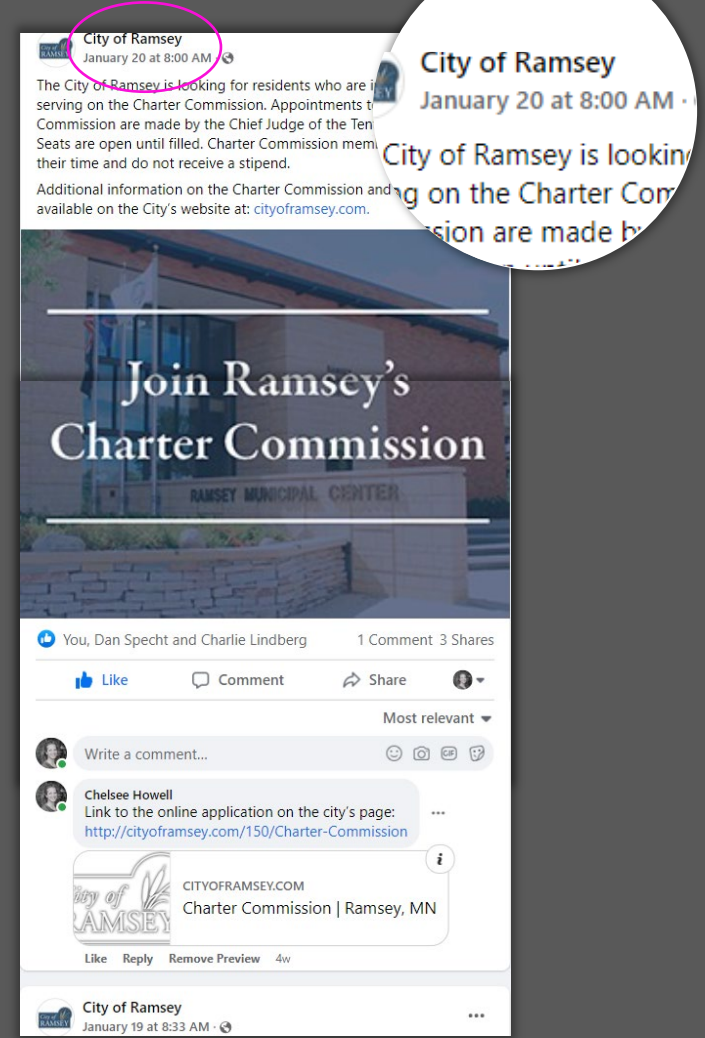 City of Ramsey
January 20 at 8:00 AM ·
The City of Ramsey is looking for residents who are i
serving on the Charter Commission. Appointments t
Commission are made by the Chief Judge of the Ten
Seats are open until filled. Charter Commission mem
their time and do not receive a stipend.
Additional information on the Charter Commission and
available on the City's website at: cityoframsey.com.
City of Ramsey
January 20 at 8:00 AM ·
City of Ramsey is lookin
g on the Charter Com
sion are made b
Join Ramsey's
Charter Commission
RAMSEY MUNICIPAL CENTER
You, Dan Specht and Charlie Lindberg 1 Comment 3 Shares
Like Comment Share
Most relevant
Write a comment...
GIF
Chelsee Howell
Link to the online application on the city's page:
http://cityoframsey.com/150/Charter-Commission
City of
RAMSEY
CITYOFRAMSEY.COM
Charter Commission | Ramsey, MN
Like Reply Remove Preview 4w
City of Ramsey
January 19 at 8:33 AM ·